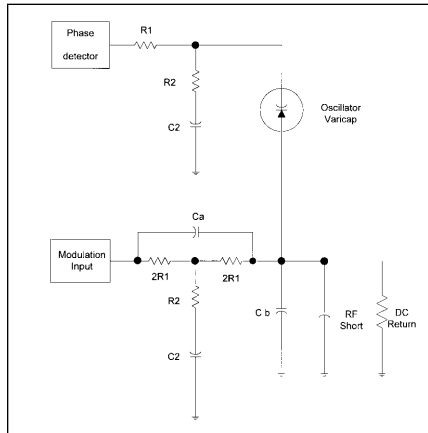 Phase
detector
R1
R2
C2
Oscillator
Varicap
Ca
Modulation
Input
2R1
2R1
R2
C2
C b
RF
Short
DC
Return